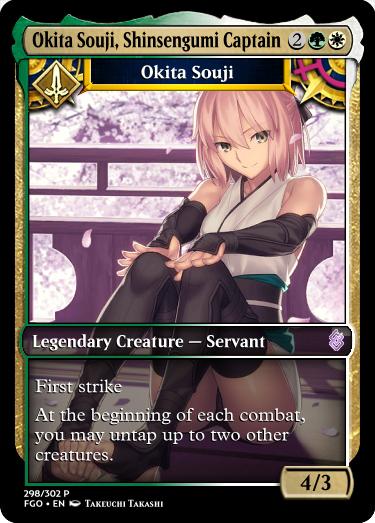 Okita Souji, Shinsengumi Captain 2
Okita Souji
Legendary Creature — Servant
First strike
At the beginning of each combat,
you may untap up to two other
creatures.
4/3
298/302 P
FGO • EN Takeuchi Takashi